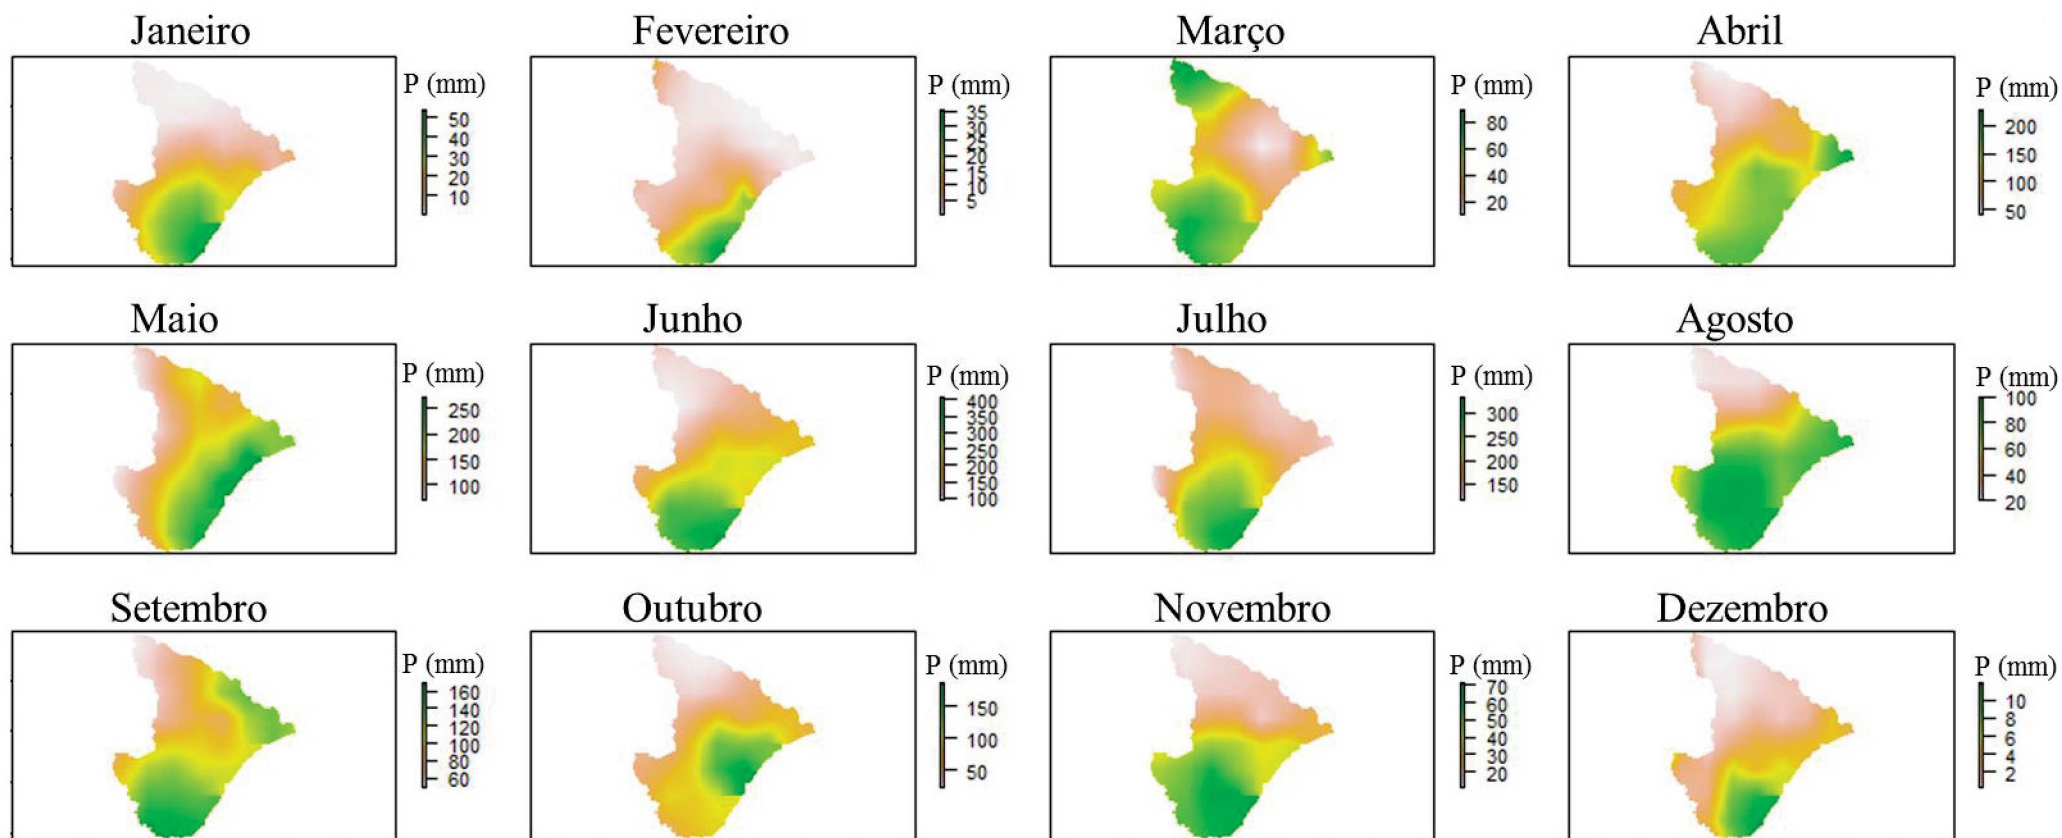 Janeiro
P (mm)
50
40
30
20
10
Fevereiro
P (mm)
35
30
25
20
15
10
5
Março
P (mm)
80
60
40
20
Abril
P (mm)
200
150
100
50
Maio
P (mm)
250
200
150
100
Junho
P (mm)
400
350
300
250
200
150
100
Julho
P (mm)
300
250
200
150
Agosto
P (mm)
100
80
60
40
20
Setembro
P (mm)
160
140
120
100
80
60
Outubro
P (mm)
150
100
50
Novembro
P (mm)
70
60
50
40
30
20
Dezembro
P (mm)
10
8
6
4
2